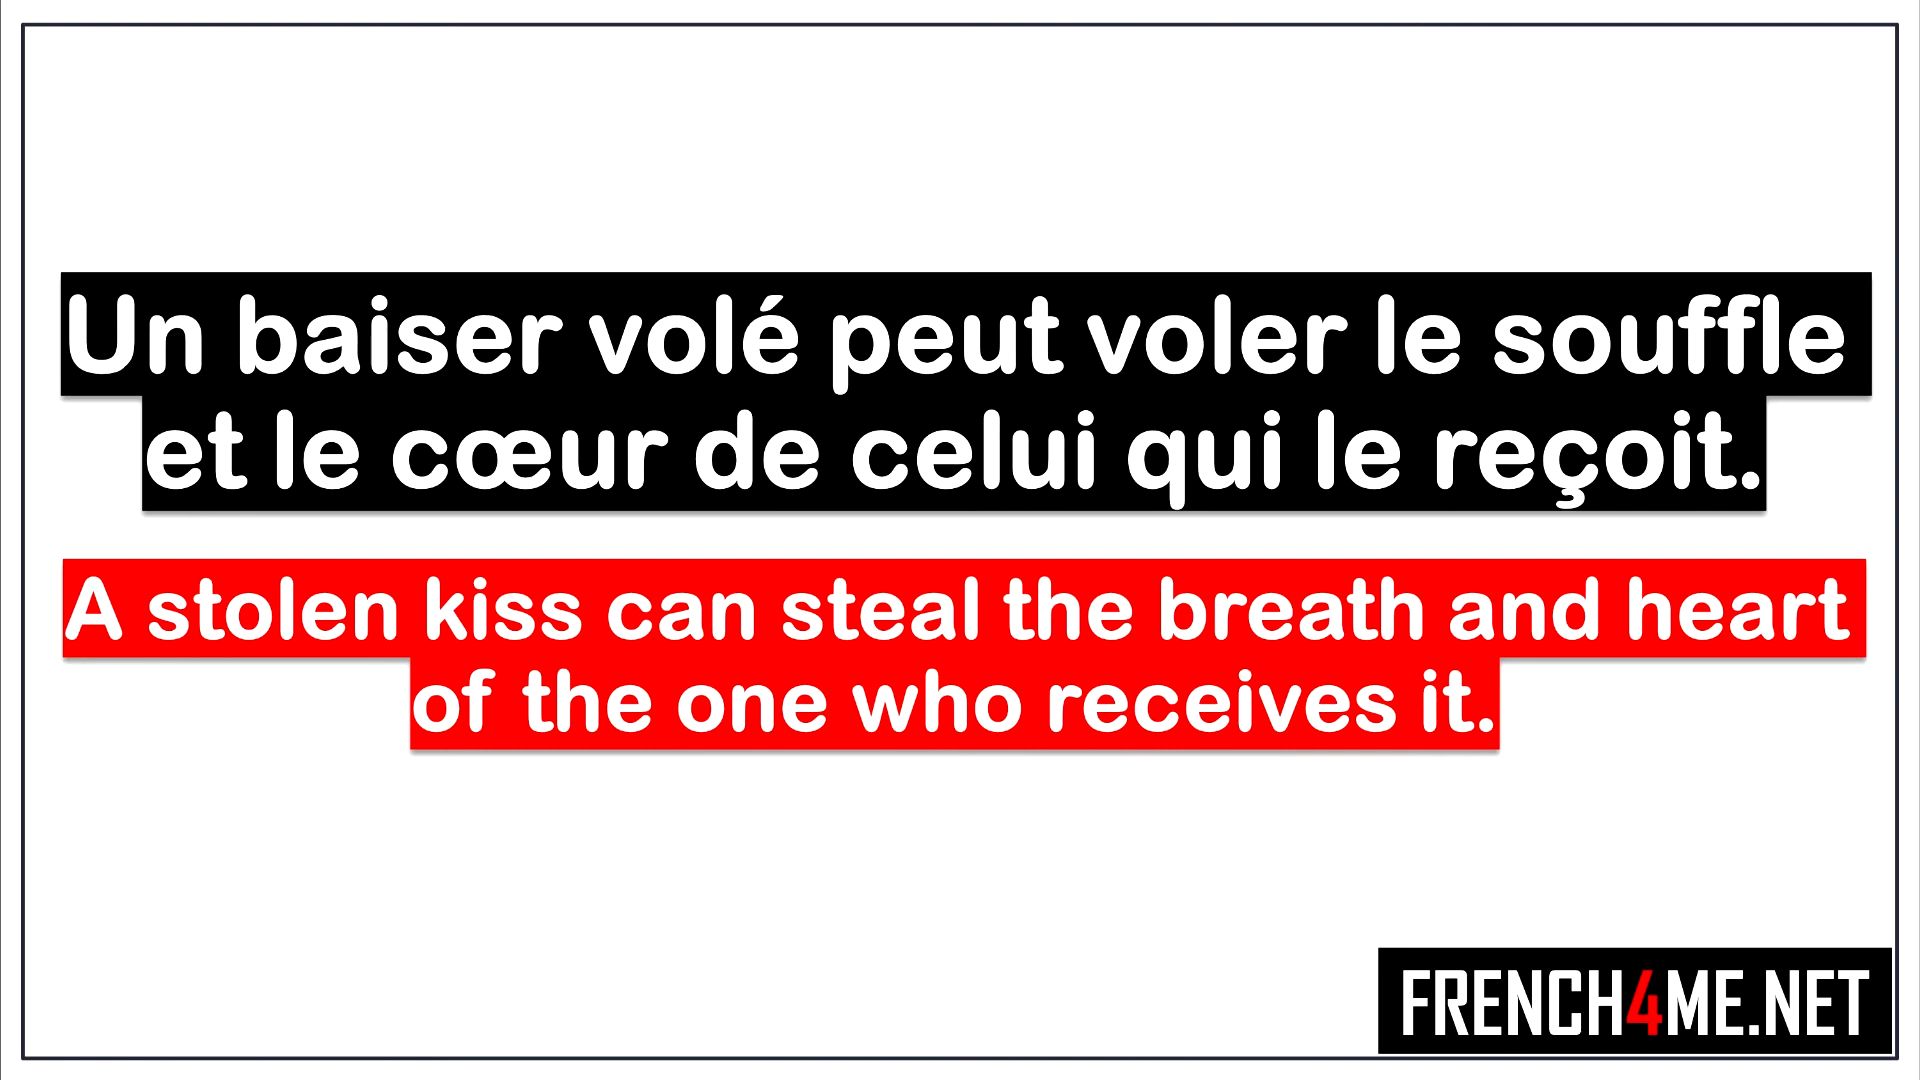 Un baiser volé peut voler le souffle
et le cœur de celui qui le reçoit.
A stolen kiss can steal the breath and heart
of the one who receives it.
FRENCH4ME.NET